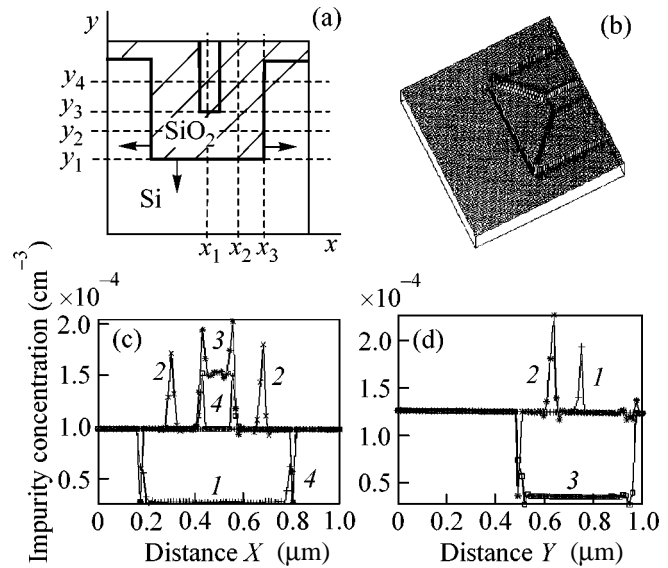 y
(a)
(b)
y4
y3
y2
y1
SiO2
Si
x1 x2 x3
x
Impurity concentration (cm−3)
×10−4
×10−4
2.0
1.5
1.0
0.5
(c)
2
3
4
2
1
4
0 0.2 0.4 0.6 0.8 1.0
Distance X (μm)
2.0
1.5
1.0
0.5
(d)
2
1
3
0 0.2 0.4 0.6 0.8 1.0
Distance Y (μm)